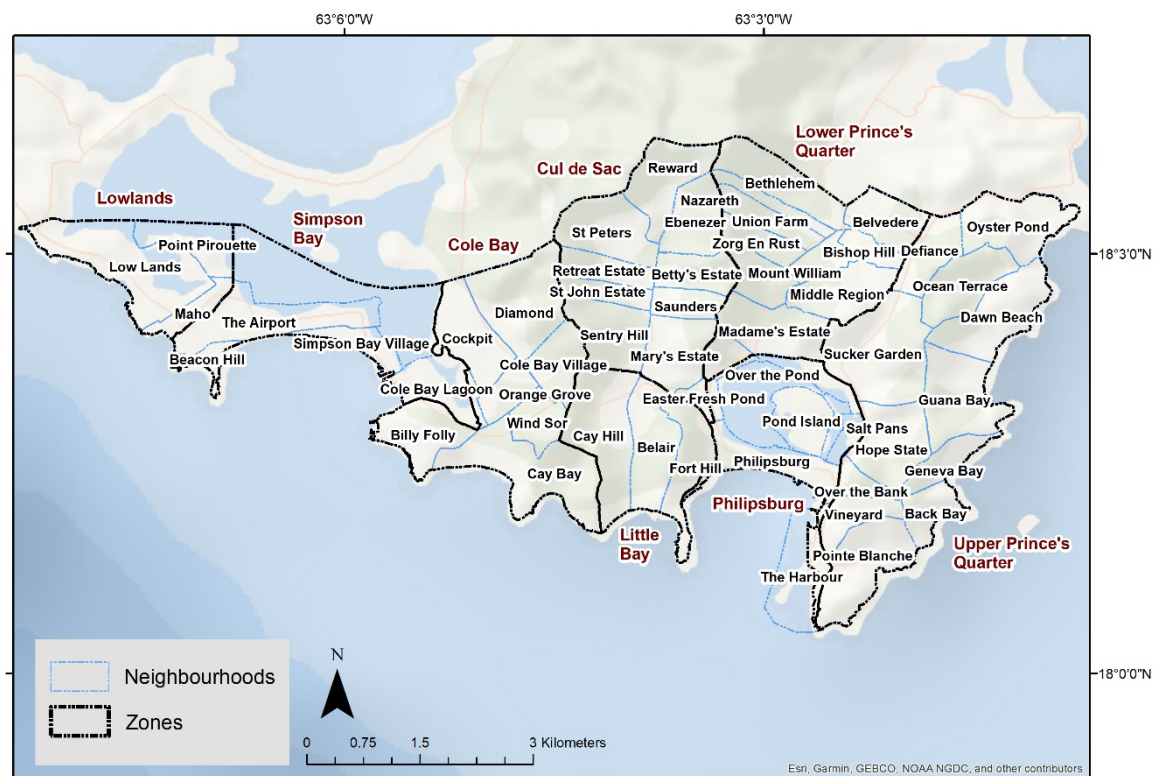 63°6'0"W
63°3'0"W
Lower Prince's
Quarter
Cul de Sac
Reward
Bethlehem
Lowlands
Nazareth
Simpson
Bay
Ebenezer
Union Farm
Belvedere
Oyster Pond
Cole Bay
St Peters
Point Pirouette
Zorg En Rust
Bishop Hill
Defiance
18°3'0"N
Low Lands
Retreat Estate
Betty's Estate
Mount William
Ocean Terrace
St John Estate
Middle Region
Maho
Diamond
Saunders
Dawn Beach
The Airport
Cockpit
Sentry Hill
Madame's Estate
Simpson Bay Village
Beacon Hill
Mary's Estate
Sucker Garden
Cole Bay Village
Over the Pond
Cole Bay Lagoon
Orange Grove
Easter Fresh Pond
Guana Bay
Wind Sor
Pond Island
Salt Pans
Billy Folly
Cay Hill
Belair
Hope State
Philipsburg
Cay Bay
Fort Hill
Geneva Bay
Over the Bank
Philipsburg
Vineyard
Back Bay
Little
Bay
Upper Prince's
Quarter
Pointe Blanche
The Harbour
N
Neighbourhoods
18°0'0"N
Zones
0
0.75
1.5
3 Kilometers
Esri, Garmin, GEBCO, NOAA NGDC, and other contributors